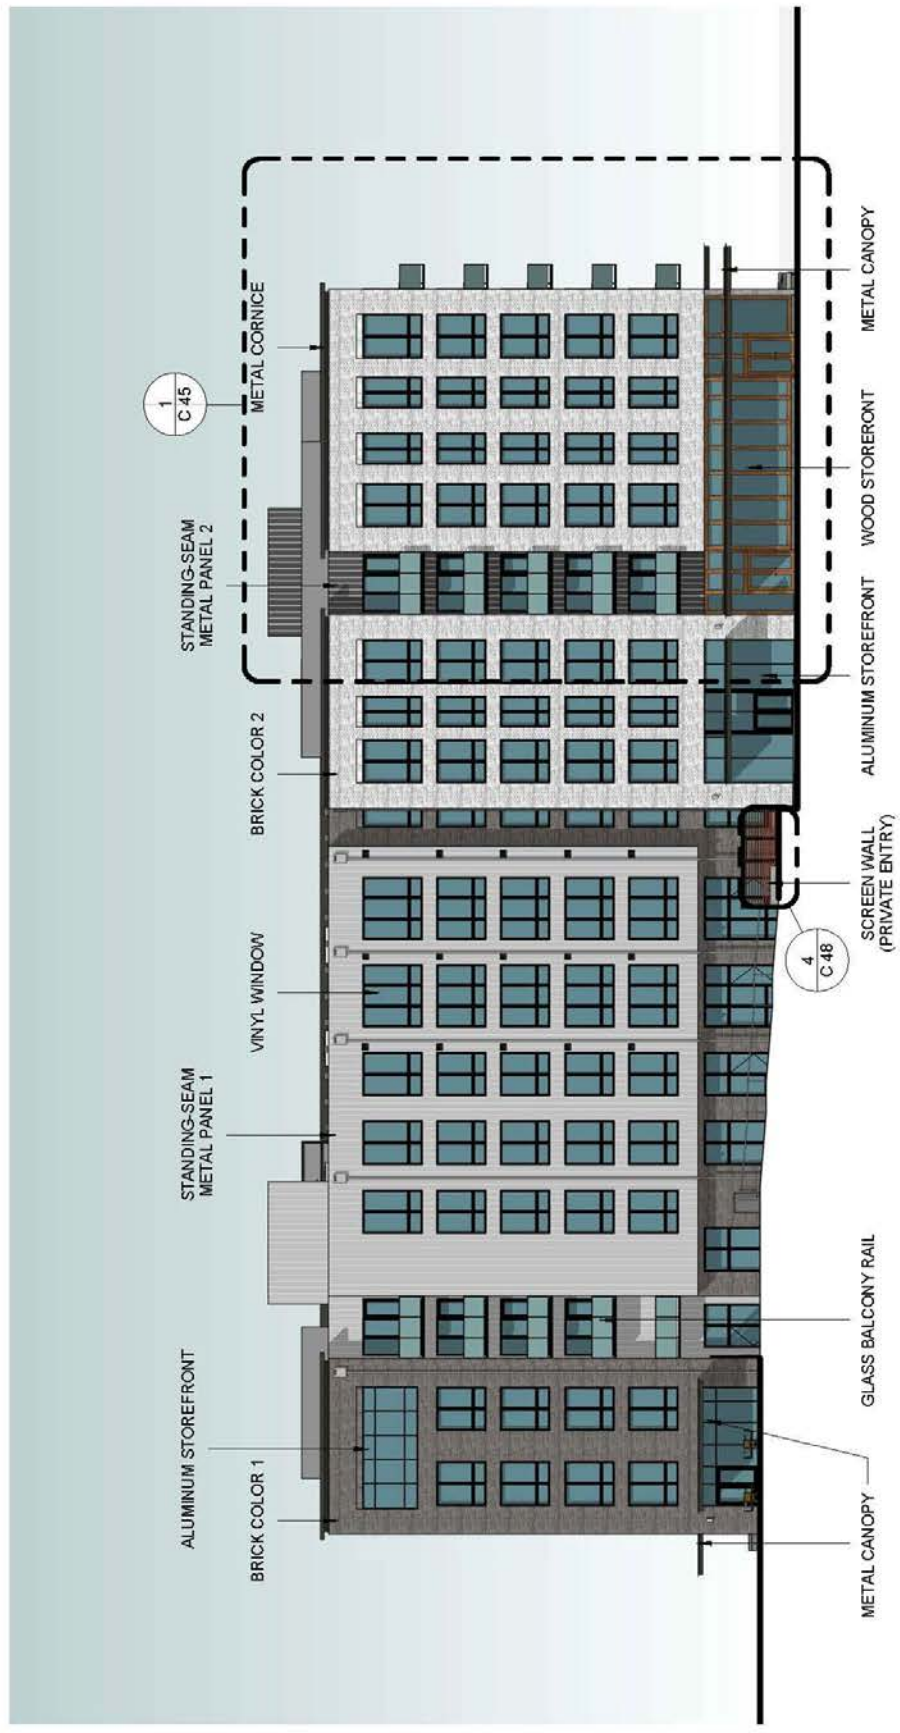 ALUMINUM STOREFRONT
BRICK COLOR 1
STANDING-SEAM
METAL PANEL 1
VINYL WINDOW
BRICK COLOR 2
STANDING-SEAM
METAL PANEL 2
1
C 45
METAL CORNICE
METAL CANOPY
GLASS BALCONY RAIL
4
C 48
SCREEN WALL
(PRIVATE ENTRY)
ALUMINUM STOREFRONT
WOOD STOREFRONT
METAL CANOPY